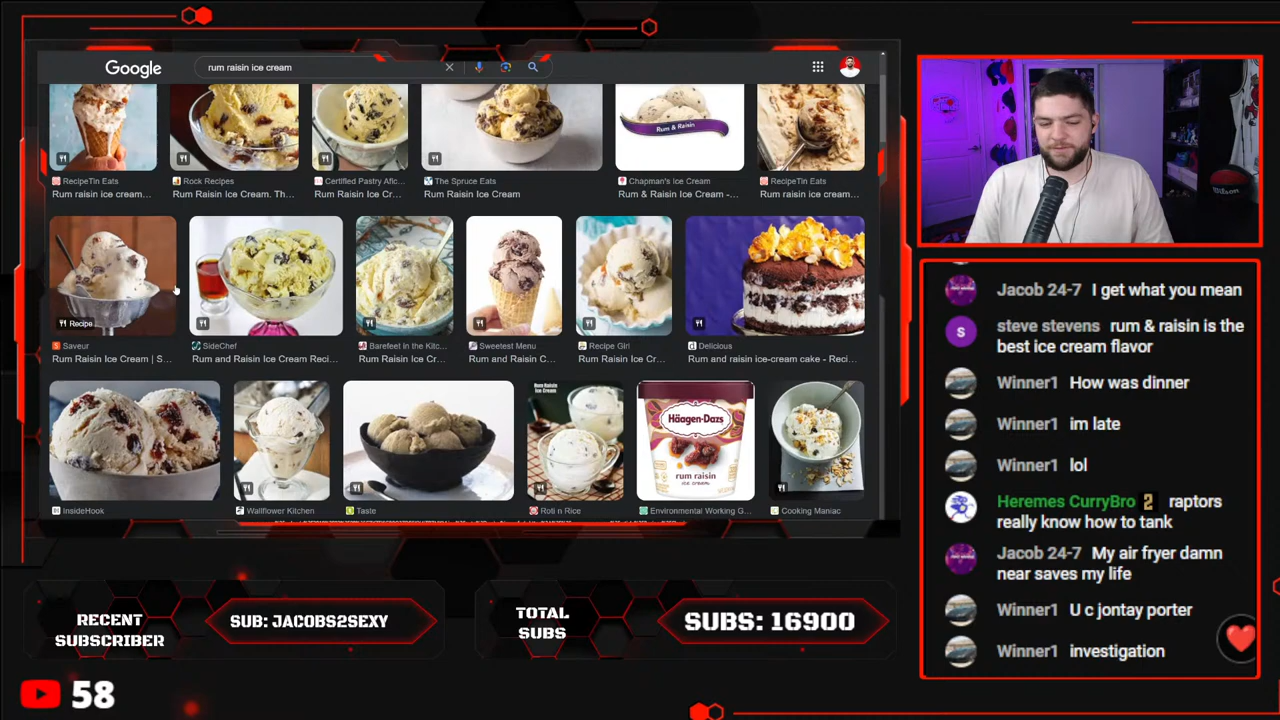 Google
rum raisin ice cream
Rum & Raisin
RecipeTin Eats
Rum raisin ice cream...
Rock Recipes
Rum Raisin Ice Cream. Th...
Certified Pastry Afic...
Rum Raisin Ice Cr...
The Spruce Eats
Rum Raisin Ice Cream
Chapman's Ice Cream
Rum & Raisin Ice Cream -...
RecipeTin Eats
Rum raisin ice cream...
Recipe
Saveur
Rum Raisin Ice Cream | S...
SideChef
Rum and Raisin Ice Cream Reci...
Barefeet in the Kitc...
Rum Raisin Ice Cr...
Sweetest Menu
Rum and Raisin C...
Recipe Girl
Rum Raisin Ice Cr...
Delicious
Rum and raisin ice-cream cake - Reci...
Rum Raisin
Ice Cream
Häagen-Dazs
rum raisin
ICE CREAM
InsideHook
Wallflower Kitchen
Taste
Roti n Rice
Environmental Working G...
Cooking Maniac
Wilson
Jacob 24-7 I get what you mean
S
steve stevens rum & raisin is the
best ice cream flavor
Winner1 How was dinner
Winner1 im late
Winner1 lol
Heremes CurryBro 2 raptors
really know how to tank
Jacob 24-7 My air fryer damn
near saves my life
Winner1 U c jontay porter
Winner1 investigation
RECENT
SUBSCRIBER
SUB: JACOBS2SEXY
TOTAL
SUBS
SUBS: 16900
58